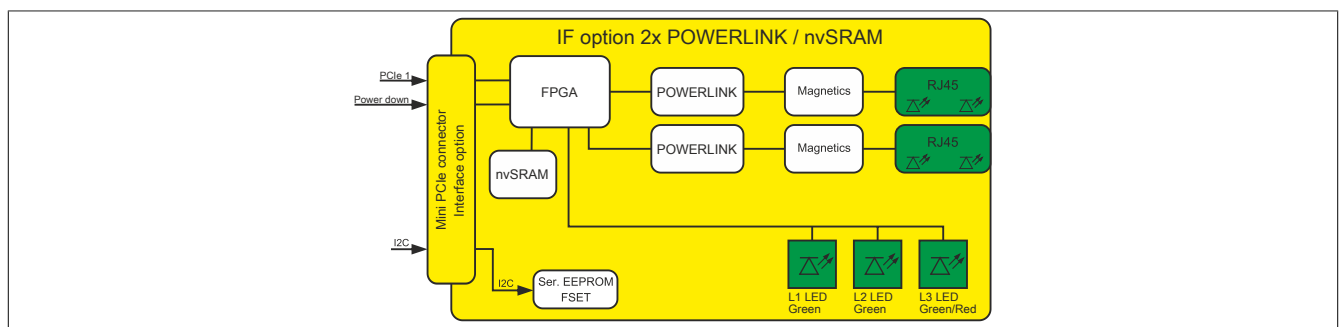 IF option 2x POWERLINK / nvSRAM
PCIe 1
Power down
I2C
Mini PCIe connector
Interface option
FPGA
POWERLINK
Magnetics
RJ45
POWERLINK
Magnetics
RJ45
nvSRAM
I2C
Ser. EEPROM
FSET
L1 LED
Green
L2 LED
Green
L3 LED
Green/Red